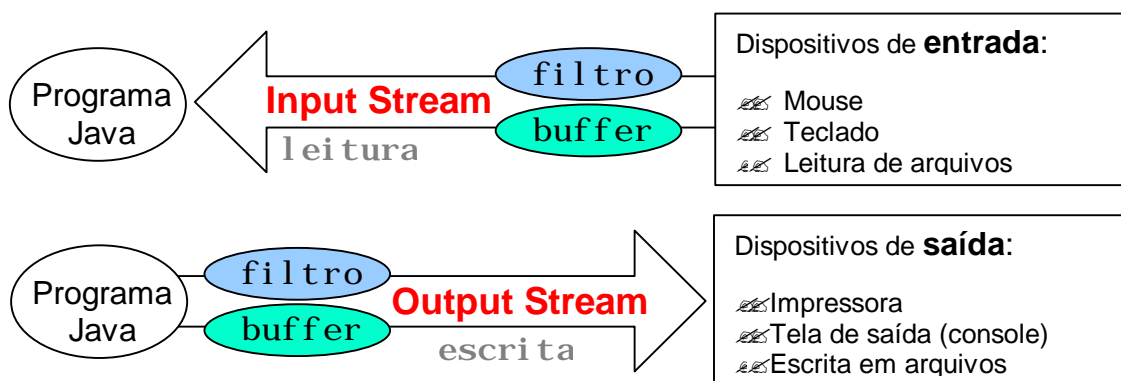 Programa
Java
Input Stream
leitura
filtro
buffer
Dispositivos de entrada:
Mouse
Teclado
Leitura de arquivos
Programa
Java
filtro
buffer
Output Stream
escrita
Dispositivos de saída:
Impressora
Tela de saída (console)
Escrita em arquivos